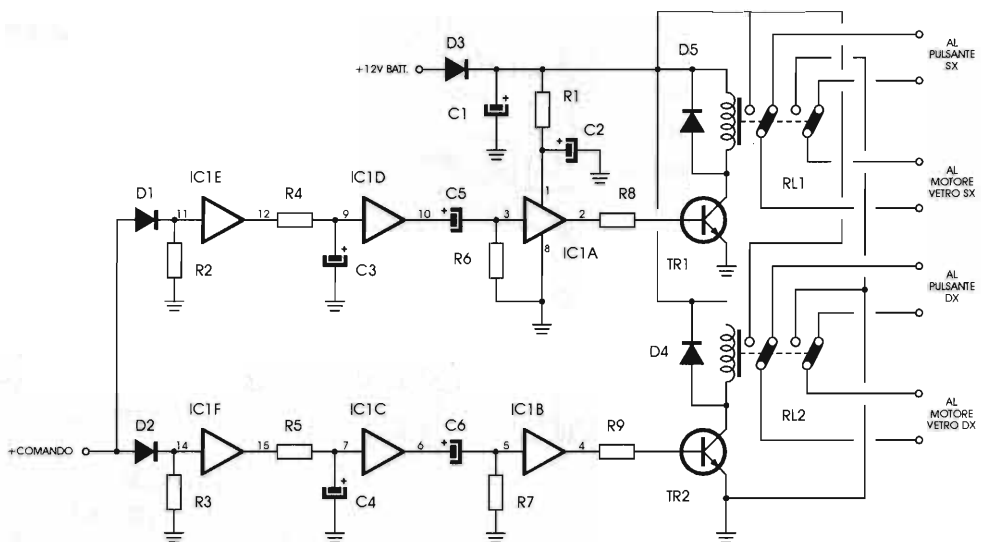 D3
D5
+12V BATT.
R1
C1
+
C2
+
AL
PULSANTE
SX
RL1
AL
MOTORE
VETRO SX
D1
IC1E
R4
IC1D
C5
+
1
R8
11
12
9
10
3
2
8
IC1A
TR1
R2
C3
+
R6
AL
PULSANTE
DX
D4
RL2
AL
MOTORE
VETRO DX
+COMANDO
D2
IC1F
R5
IC1C
C6
+
IC1B
R9
14
15
7
6
5
4
TR2
R3
C4
+
R7